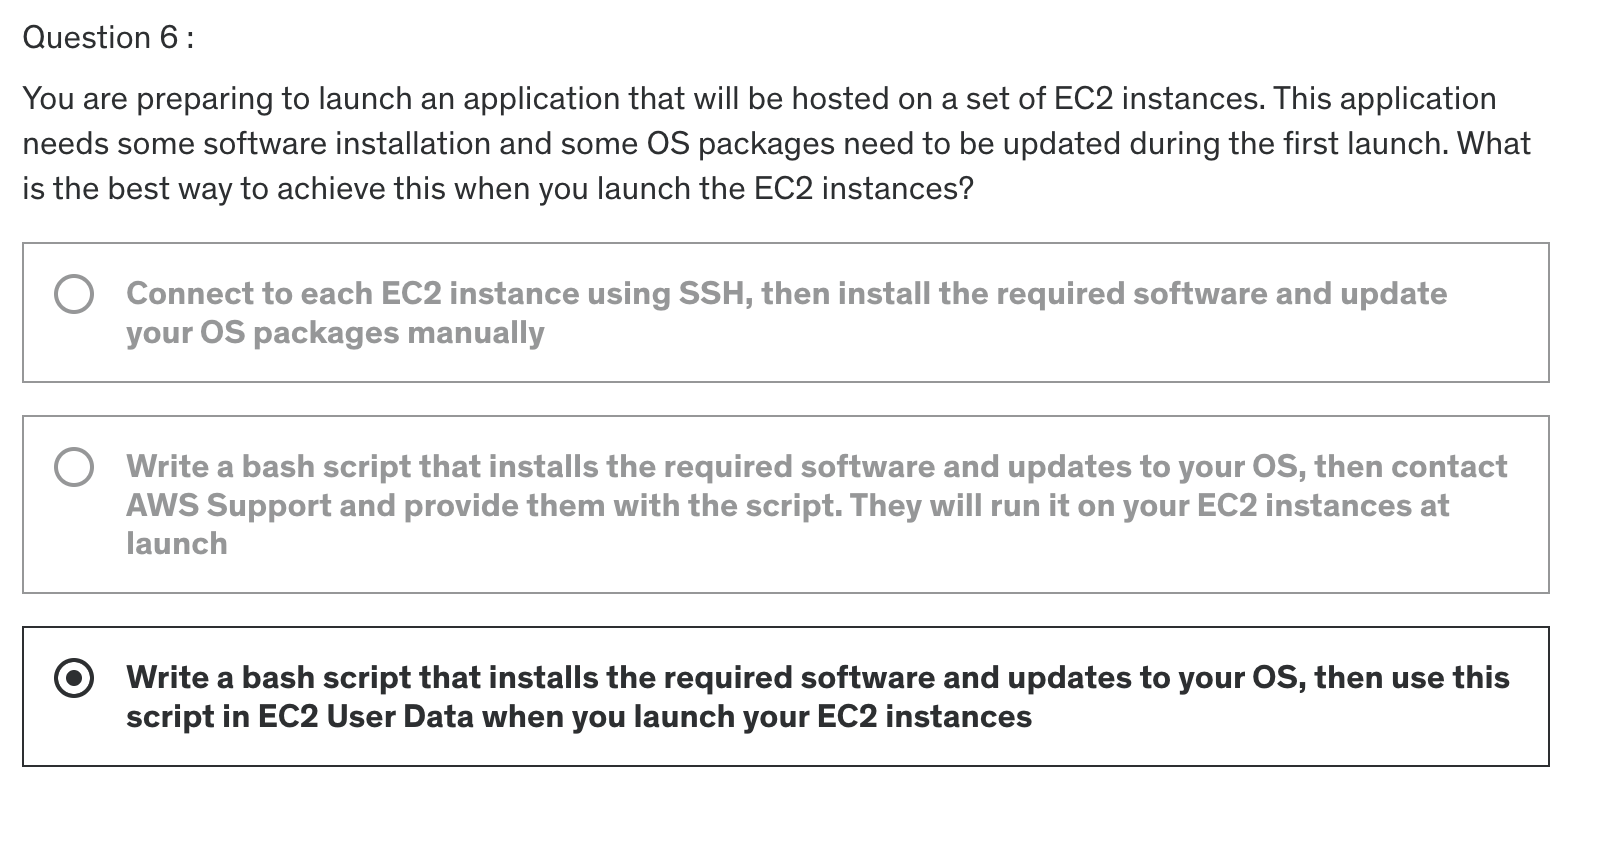 Question 6 :
You are preparing to launch an application that will be hosted on a set of EC2 instances. This application
needs some software installation and some OS packages need to be updated during the first launch. What
is the best way to achieve this when you launch the EC2 instances?
Connect to each EC2 instance using SSH, then install the required software and update
your OS packages manually
Write a bash script that installs the required software and updates to your OS, then contact
AWS Support and provide them with the script. They will run it on your EC2 instances at
launch
Write a bash script that installs the required software and updates to your OS, then use this
script in EC2 User Data when you launch your EC2 instances